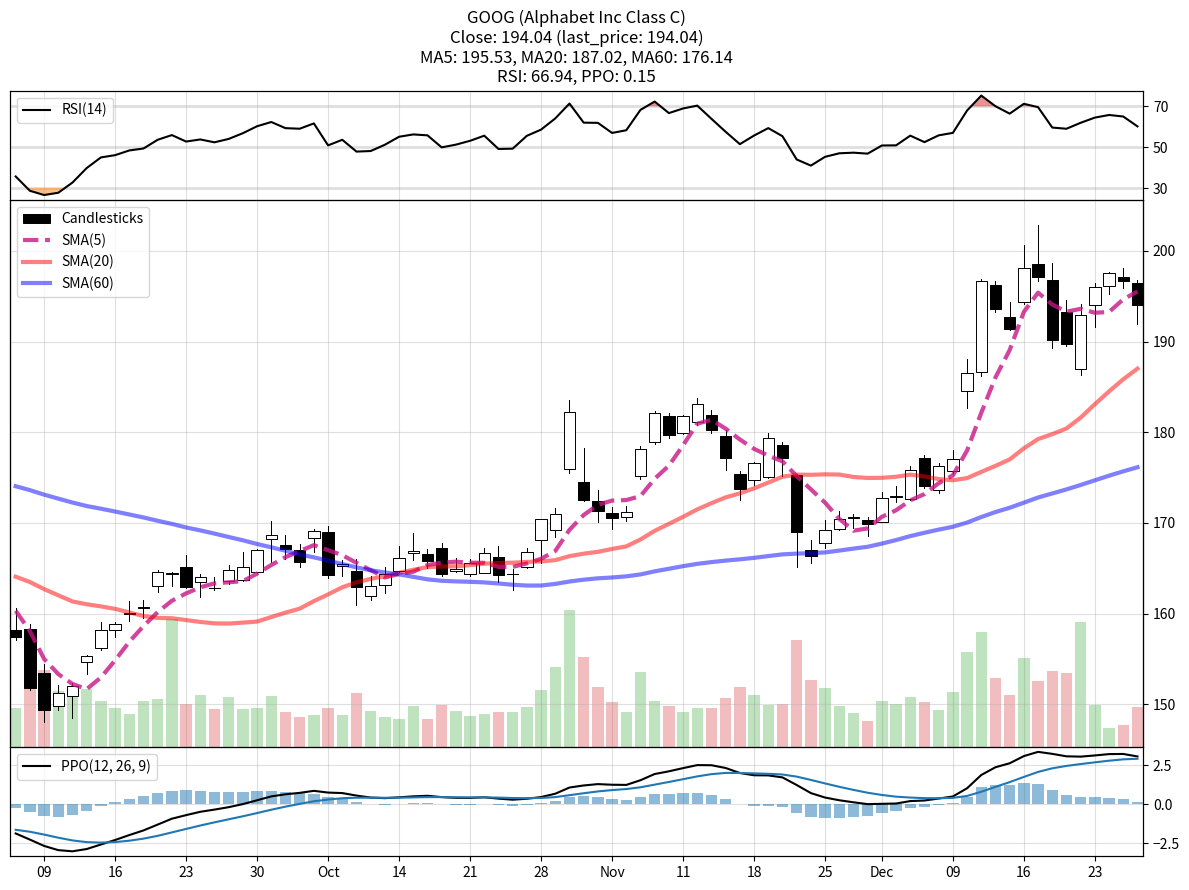 GOOG (Alphabet Inc Class C)
Close: 194.04 (last_price: 194.04)
MA5: 195.53, MA20: 187.02, MA60: 176.14
RSI: 66.94, PPO: 0.15
RSI(14)
70
50
30
Candlesticks
SMA(5)
SMA(20)
SMA(60)
200
190
180
170
160
150
PPO(12, 26, 9)
2.5
0.0
−2.5
09 16 23 30 Oct 14 21 28 Nov 11 18 25 Dec 09 16 23